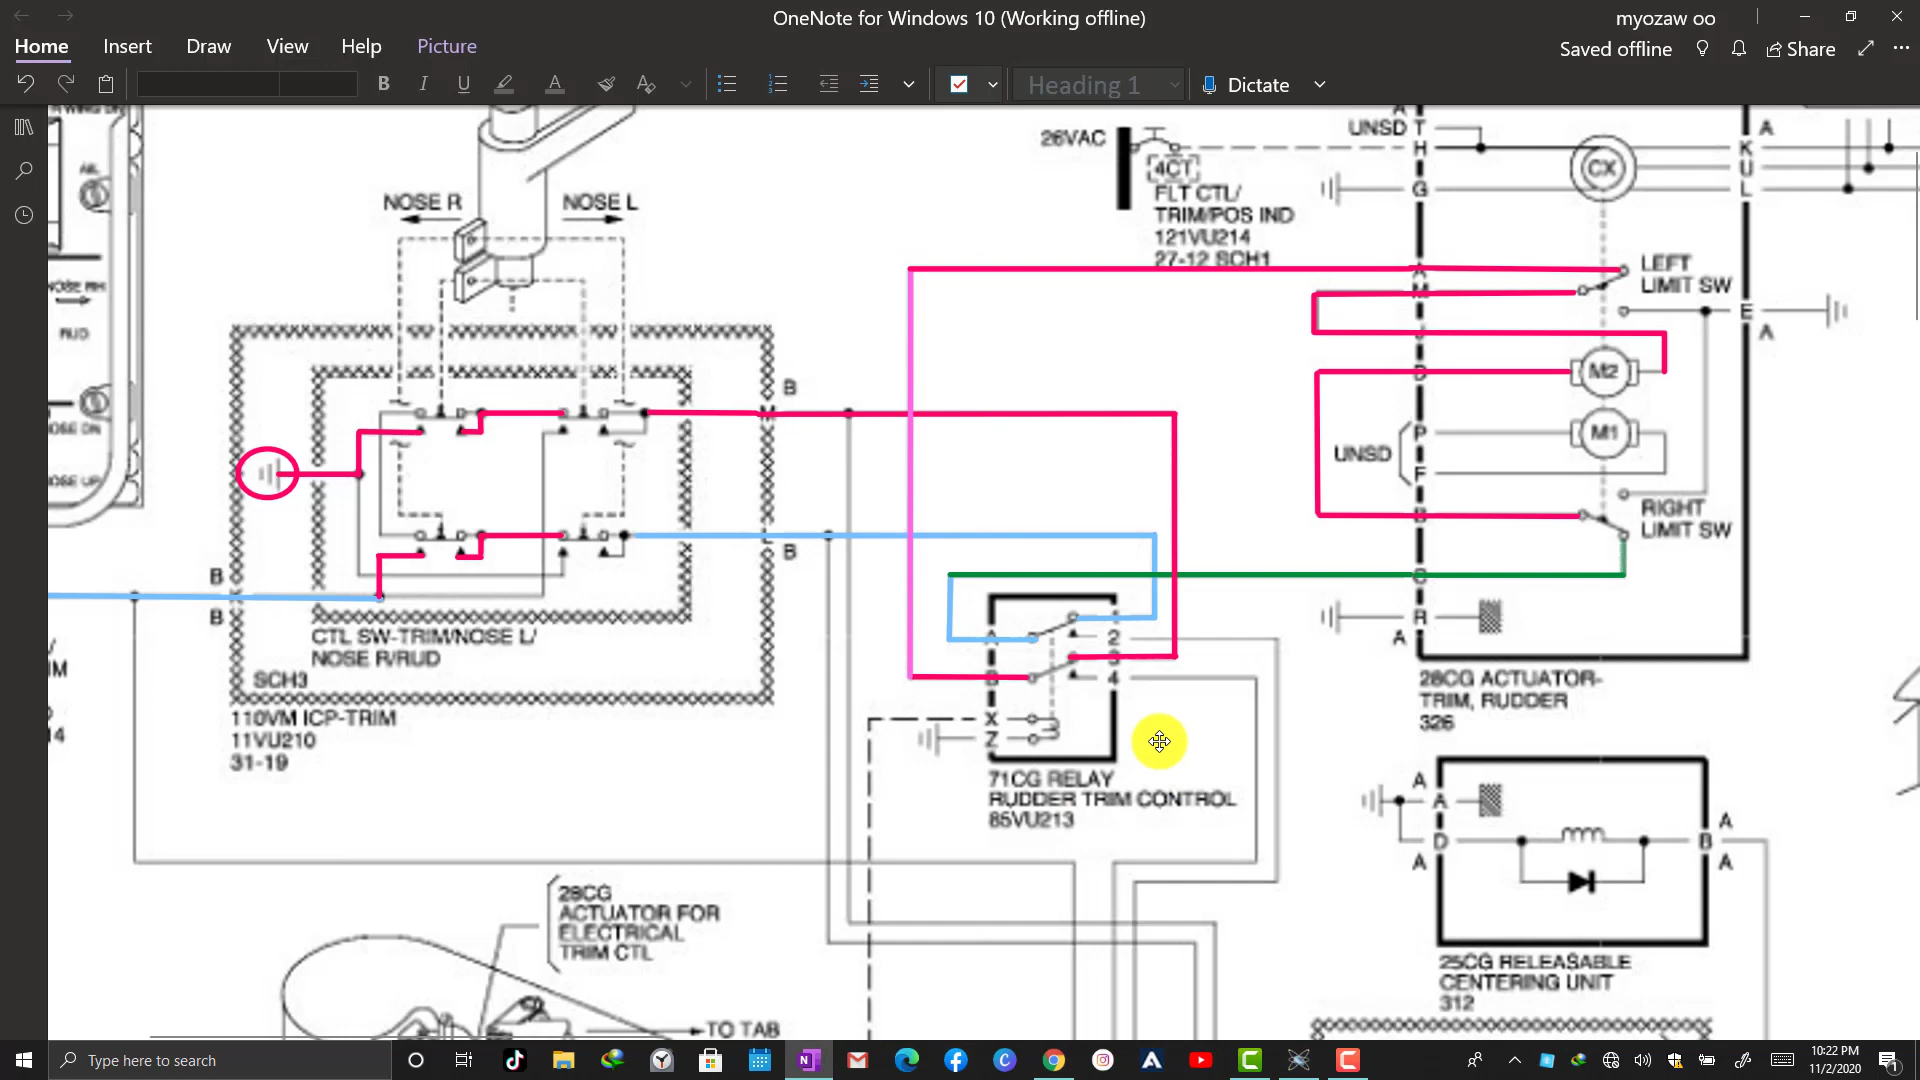 OneNote for Windows 10 (Working offline)
myozaw oo
Home
Insert
Draw
View
Help
Picture
Saved offline
Share
B
I
U
A
Heading 1
Dictate
NOSE R
NOSE L
26VAC
4CT
FLT CTL/
TRIM/POS IND
121VU214
27-12 SCH1
UNSD T
H
G
CX
A
K
U
L
LEFT
LIMIT SW
E
A
M2
M1
UNSD
P
F
RIGHT
LIMIT SW
R
A
28CG ACTUATOR-
TRIM, RUDDER
326
RUD
B
B
B
B
CTL SW-TRIM/NOSE L/
NOSE R/RUD
SCH3
110VM ICP-TRIM
11VU210
31-19
A
B
X
Z
1
2
3
4
71CG RELAY
RUDDER TRIM CONTROL
85VU213
A
A
D
A
A
B
A
25CG RELEASABLE
CENTERING UNIT
312
28CG
ACTUATOR FOR
ELECTRICAL
TRIM CTL
TO TAB
Type here to search
10:22 PM
11/2/2020